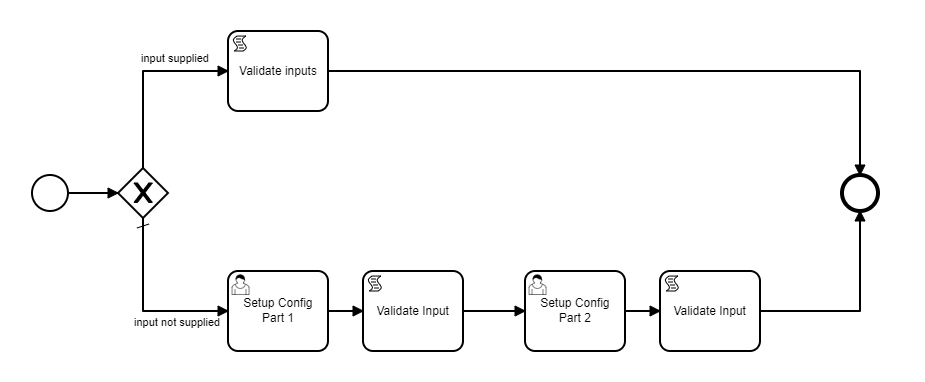 input supplied
Validate inputs
X
input not supplied
Setup Config
Part 1
Validate Input
Setup Config
Part 2
Validate Input